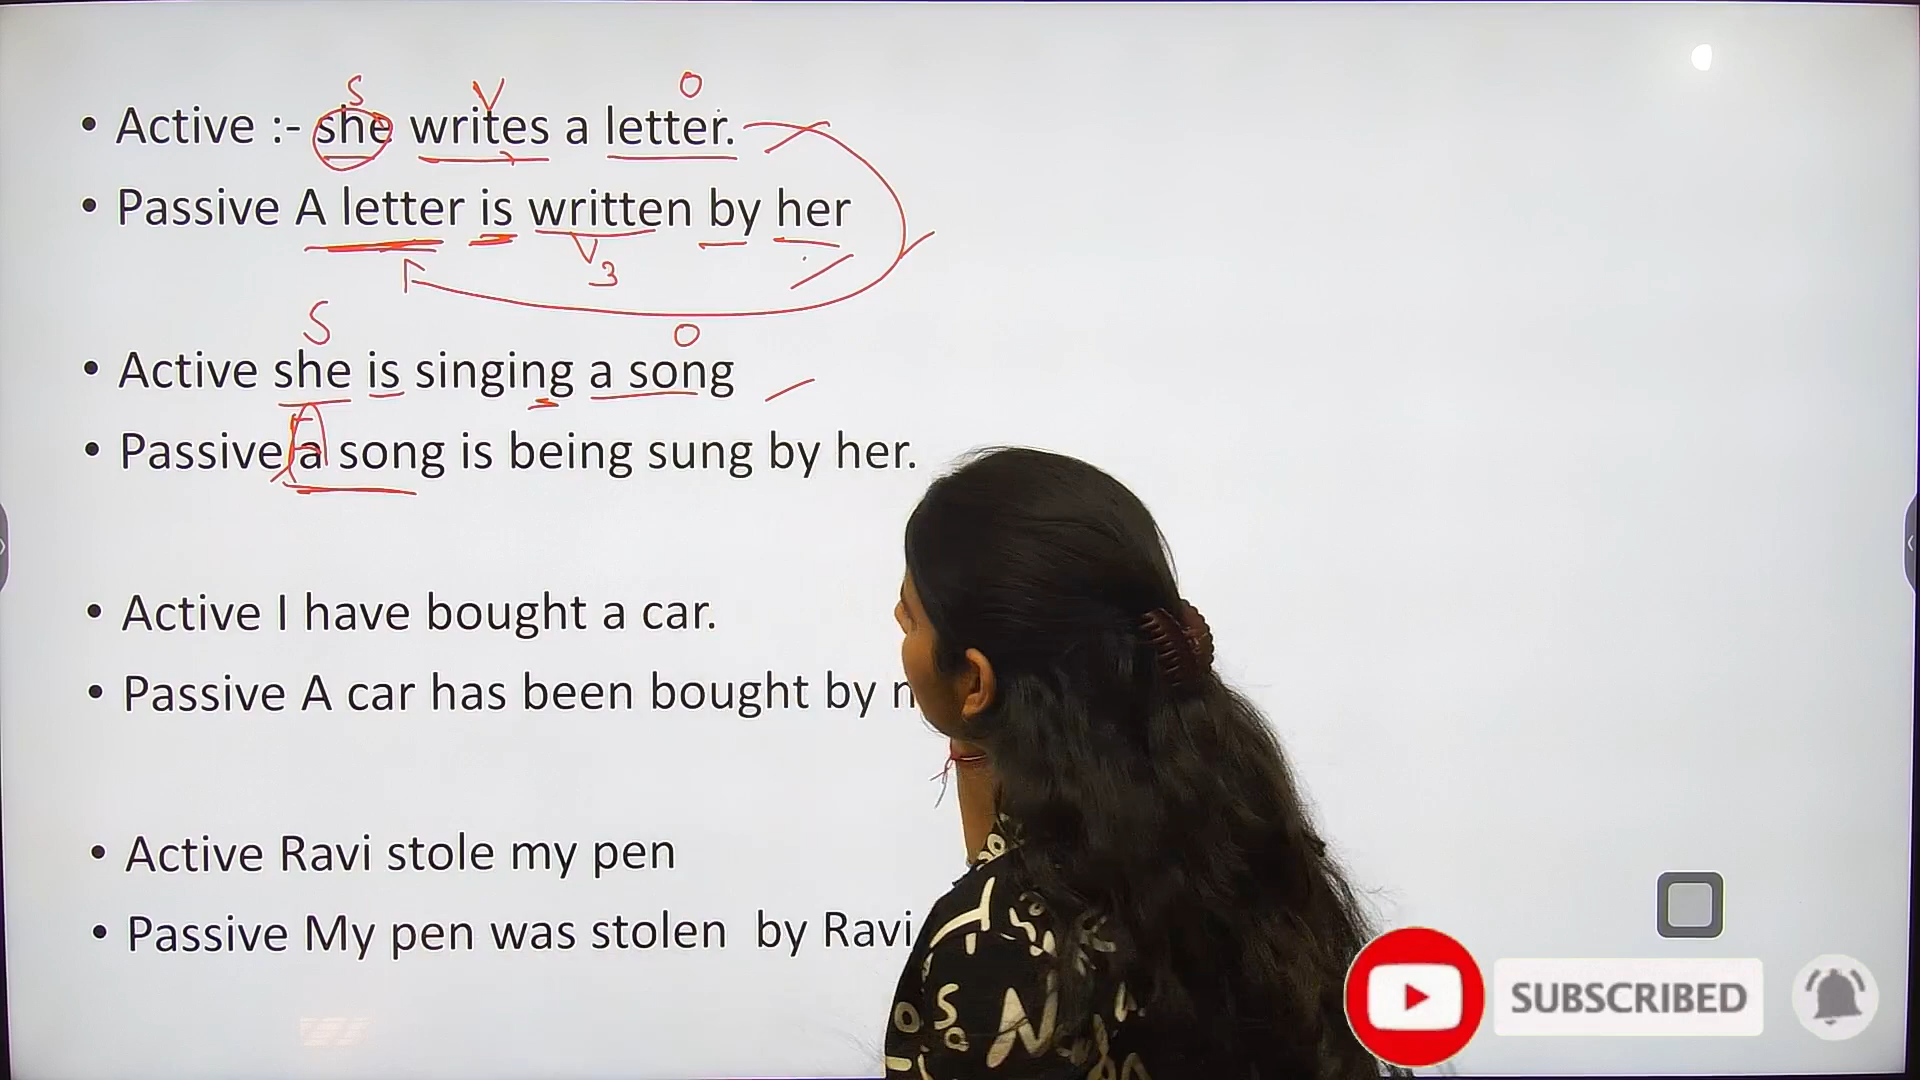 S V O
• Active :- she writes a letter.
• Passive A letter is written by her
V3
S O
• Active she is singing a song
A
• Passive a song is being sung by her.
• Active I have bought a car.
• Passive A car has been bought by
• Active Ravi stole my pen
• Passive My pen was stolen by Ravi
SUBSCRIBED